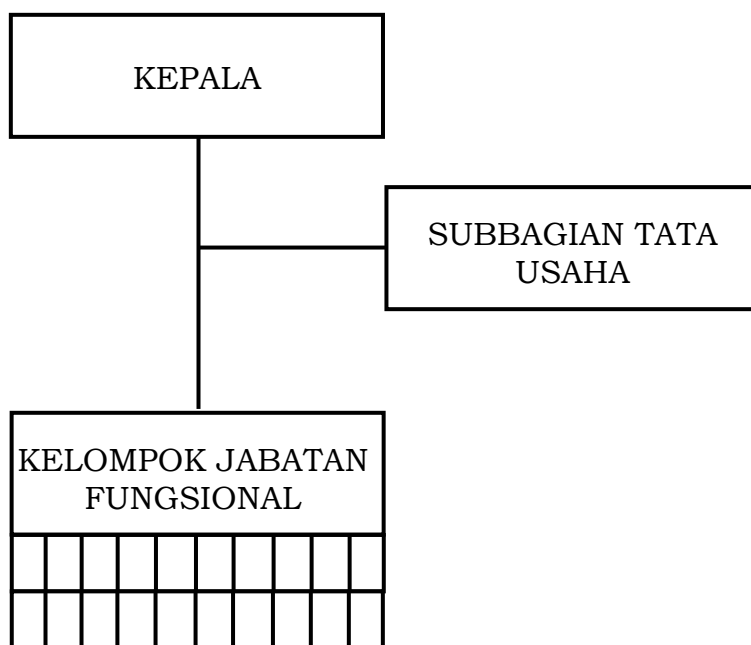 KEPALA
SUBBAGIAN TATA
USAHA
KELOMPOK JABATAN
FUNGSIONAL